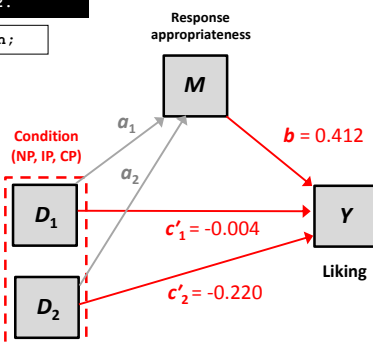 Response
appropriateness
M
a1
b = 0.412
Condition
(NP, IP, CP)
a2
D1
Y
c′1 = -0.004
Liking
c′2 = -0.220
D2